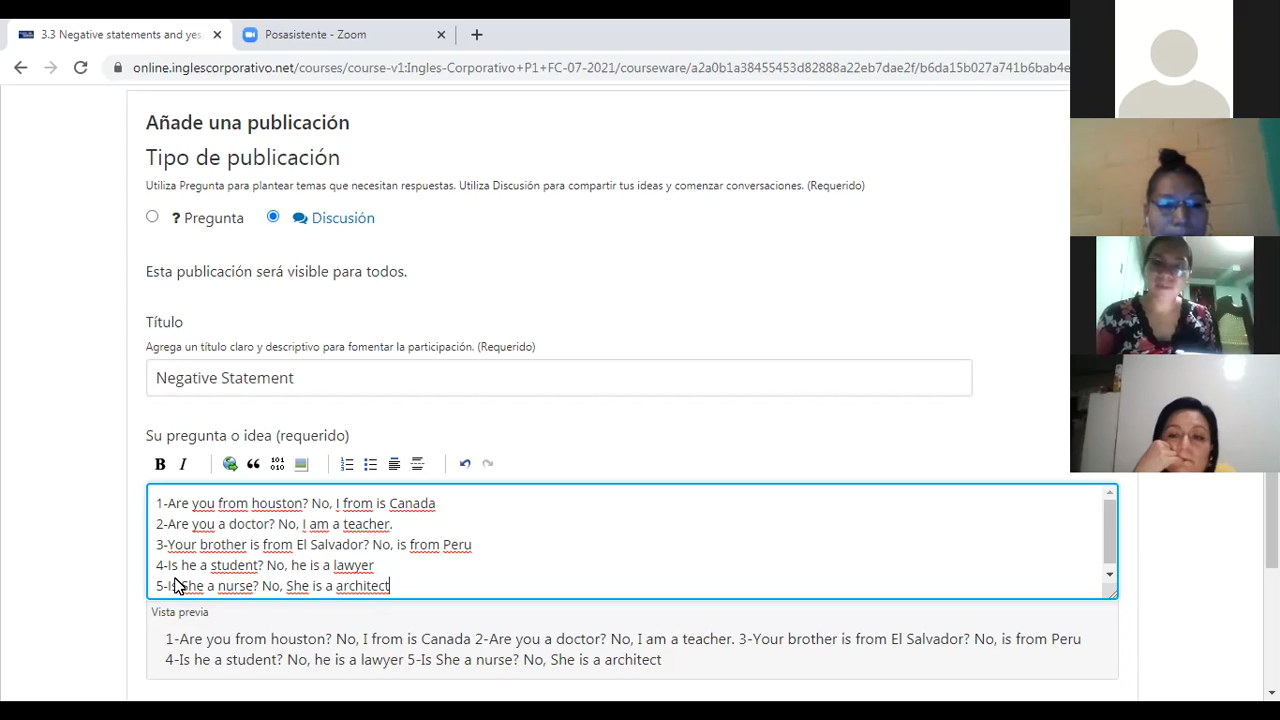 3.3 Negative statements and yes,
Posasistente - Zoom
online.inglescorporativo.net/courses/course-v1:Ingles-Corporativo+P1+FC-07-2021/courseware/a2a0b1a38455453d82888a22eb7dae2f/b6da15b027a741b6bab4e
Añade una publicación
Tipo de publicación
Utiliza Pregunta para plantear temas que necesitan respuestas. Utiliza Discusión para compartir tus ideas y comenzar conversaciones. (Requerido)
? Pregunta
Discusión
Esta publicación será visible para todos.
Título
Agrega un título claro y descriptivo para fomentar la participación. (Requerido)
Negative Statement
Su pregunta o idea (requerido)
B I
1-Are you from houston? No, I from is Canada
2-Are you a doctor? No, I am a teacher.
3-Your brother is from El Salvador? No, is from Peru
4-Is he a student? No, he is a lawyer
5-Is She a nurse? No, She is a architect
Vista previa
1-Are you from houston? No, I from is Canada 2-Are you a doctor? No, I am a teacher. 3-Your brother is from El Salvador? No, is from Peru
4-Is he a student? No, he is a lawyer 5-Is She a nurse? No, She is a architect